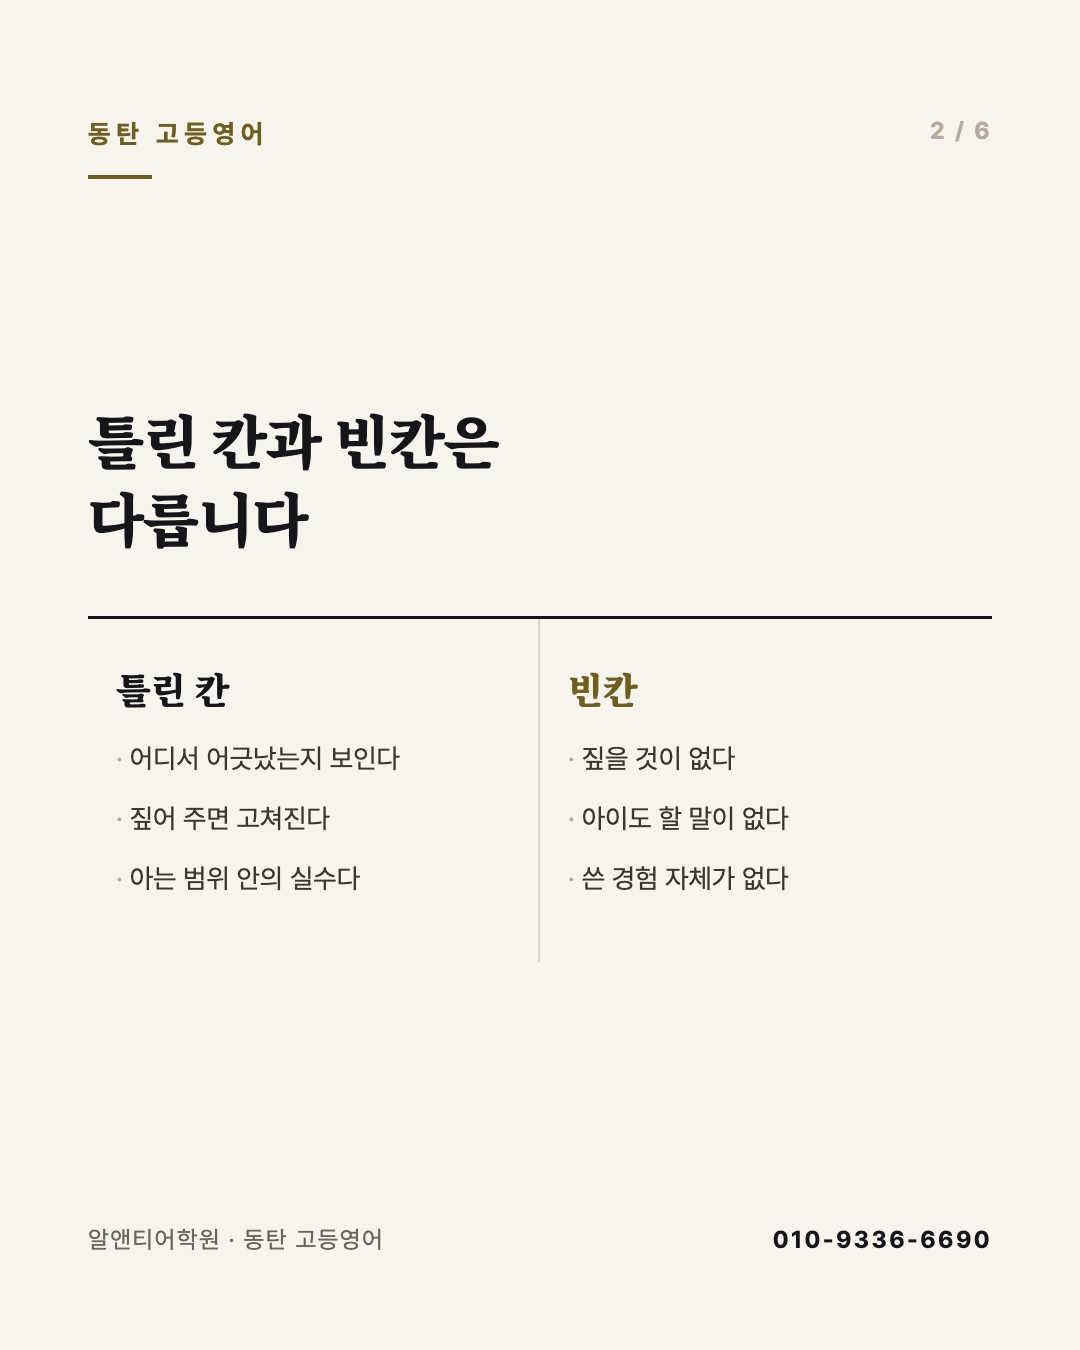 동탄 고등영어
2 / 6
틀린 칸과 빈칸은
다릅니다
틀린 칸
· 어디서 어긋났는지 보인다
· 짚어 주면 고쳐진다
· 아는 범위 안의 실수다
빈칸
· 짚을 것이 없다
· 아이도 할 말이 없다
· 쓴 경험 자체가 없다
알앤티어학원 · 동탄 고등영어
010-9336-6690